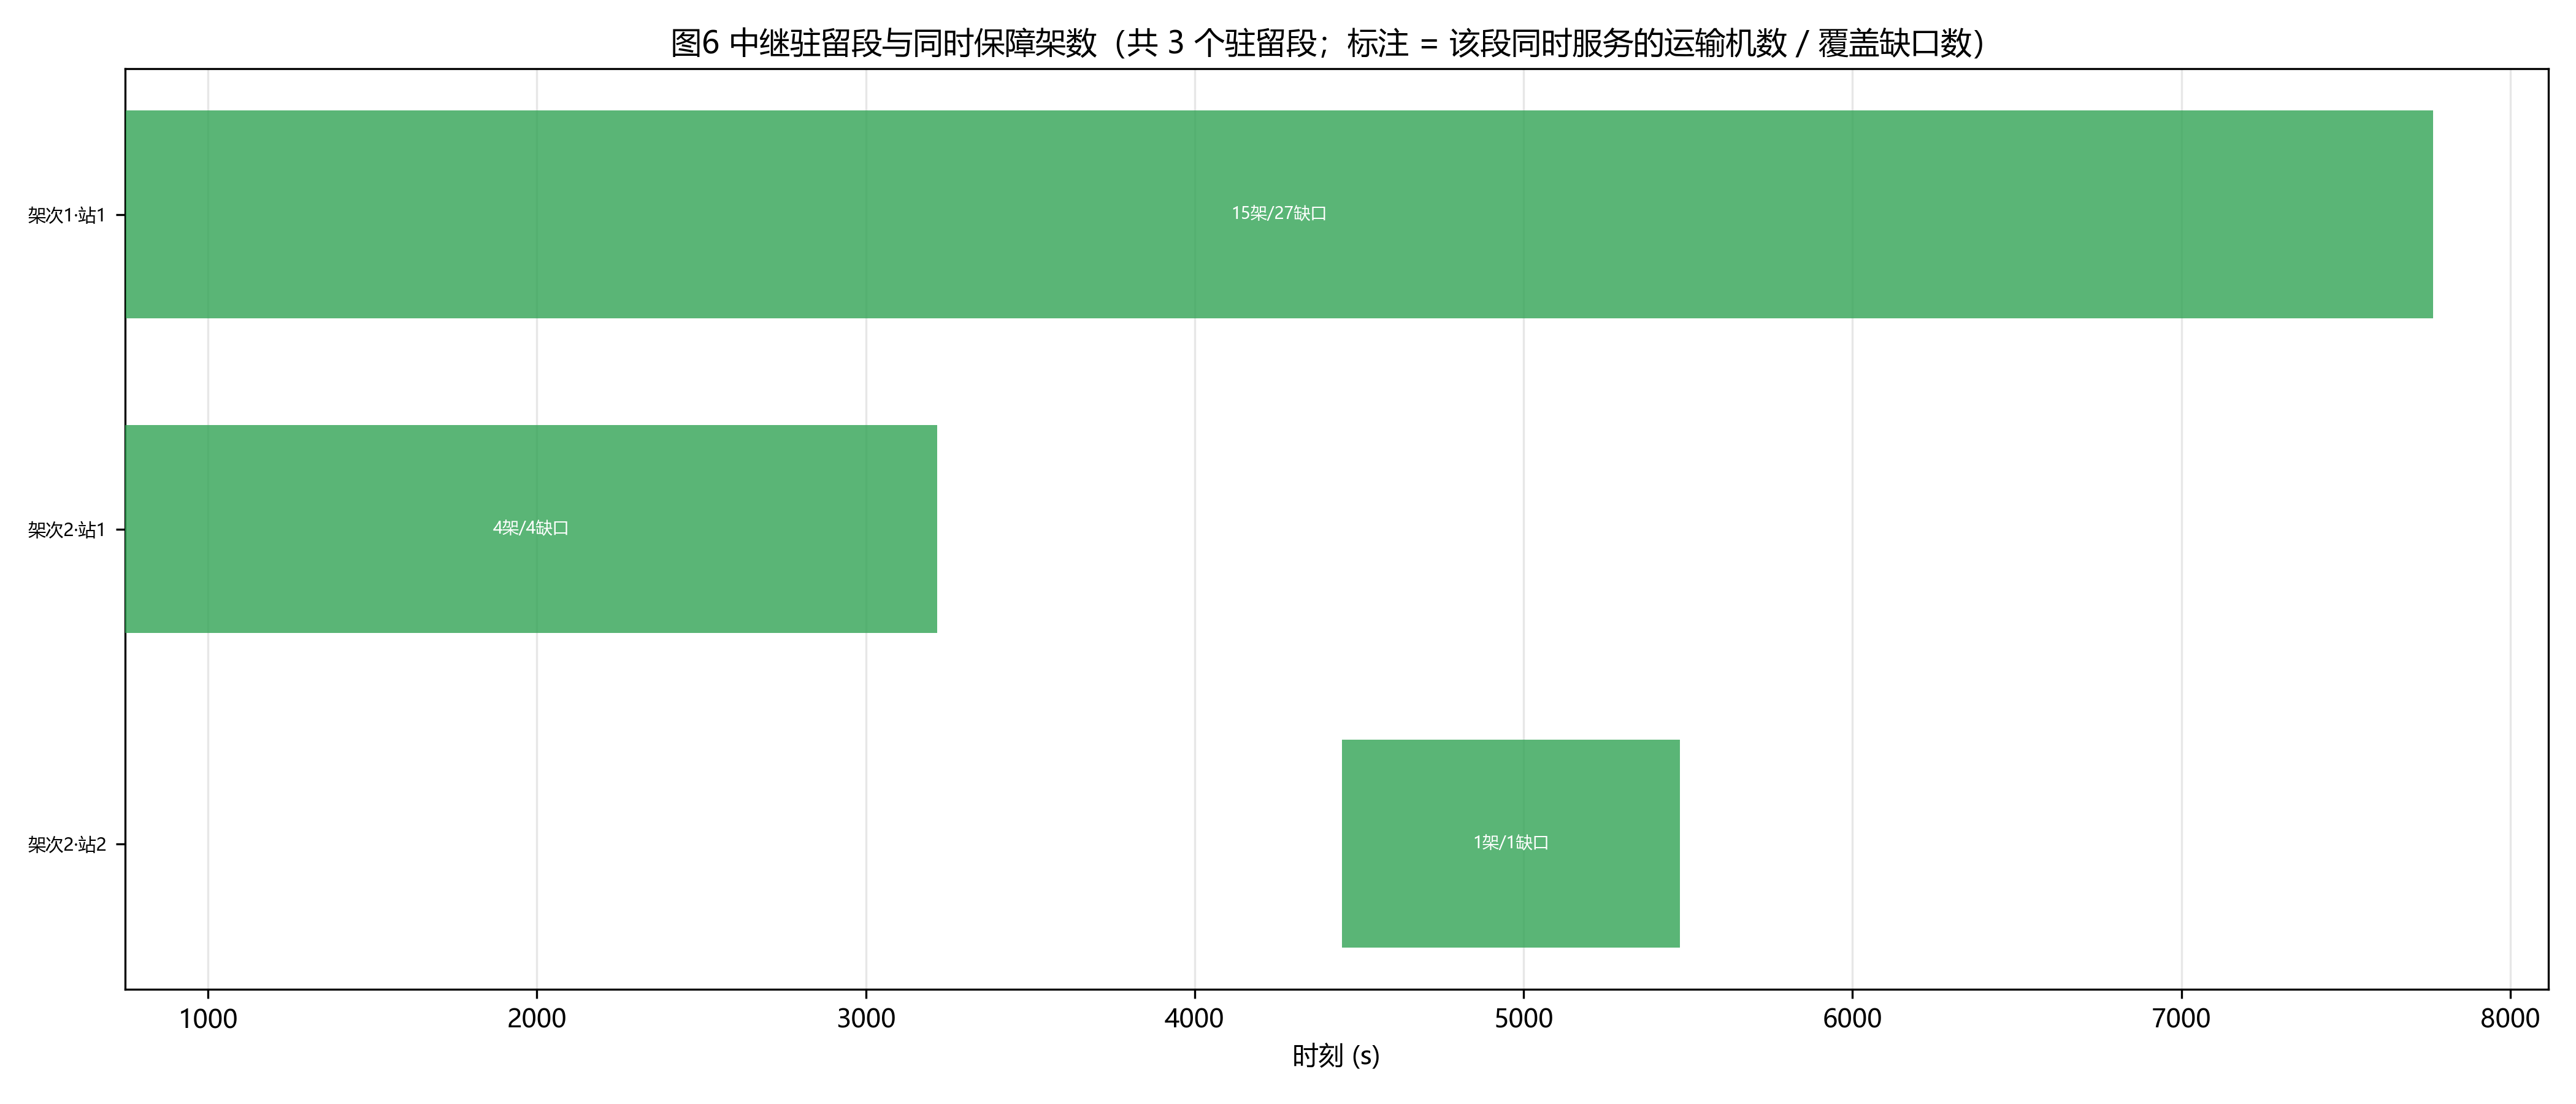 图6 中继驻留段与同时保障架数（共 3 个驻留段；标注 = 该段同时服务的运输机数 / 覆盖缺口数）
架次1·站1
15架/27缺口
架次2·站1
4架/4缺口
架次2·站2
1架/1缺口
1000 2000 3000 4000 5000 6000 7000 8000
时刻 (s)